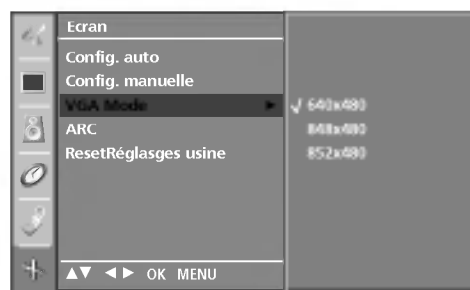 Ecran
Config. auto
Config. manuelle
VGA Mode ►
√ 640x480
848x480
852x480
ARC
ResetRéglasges usine
▲▼ ◄► OK MENU